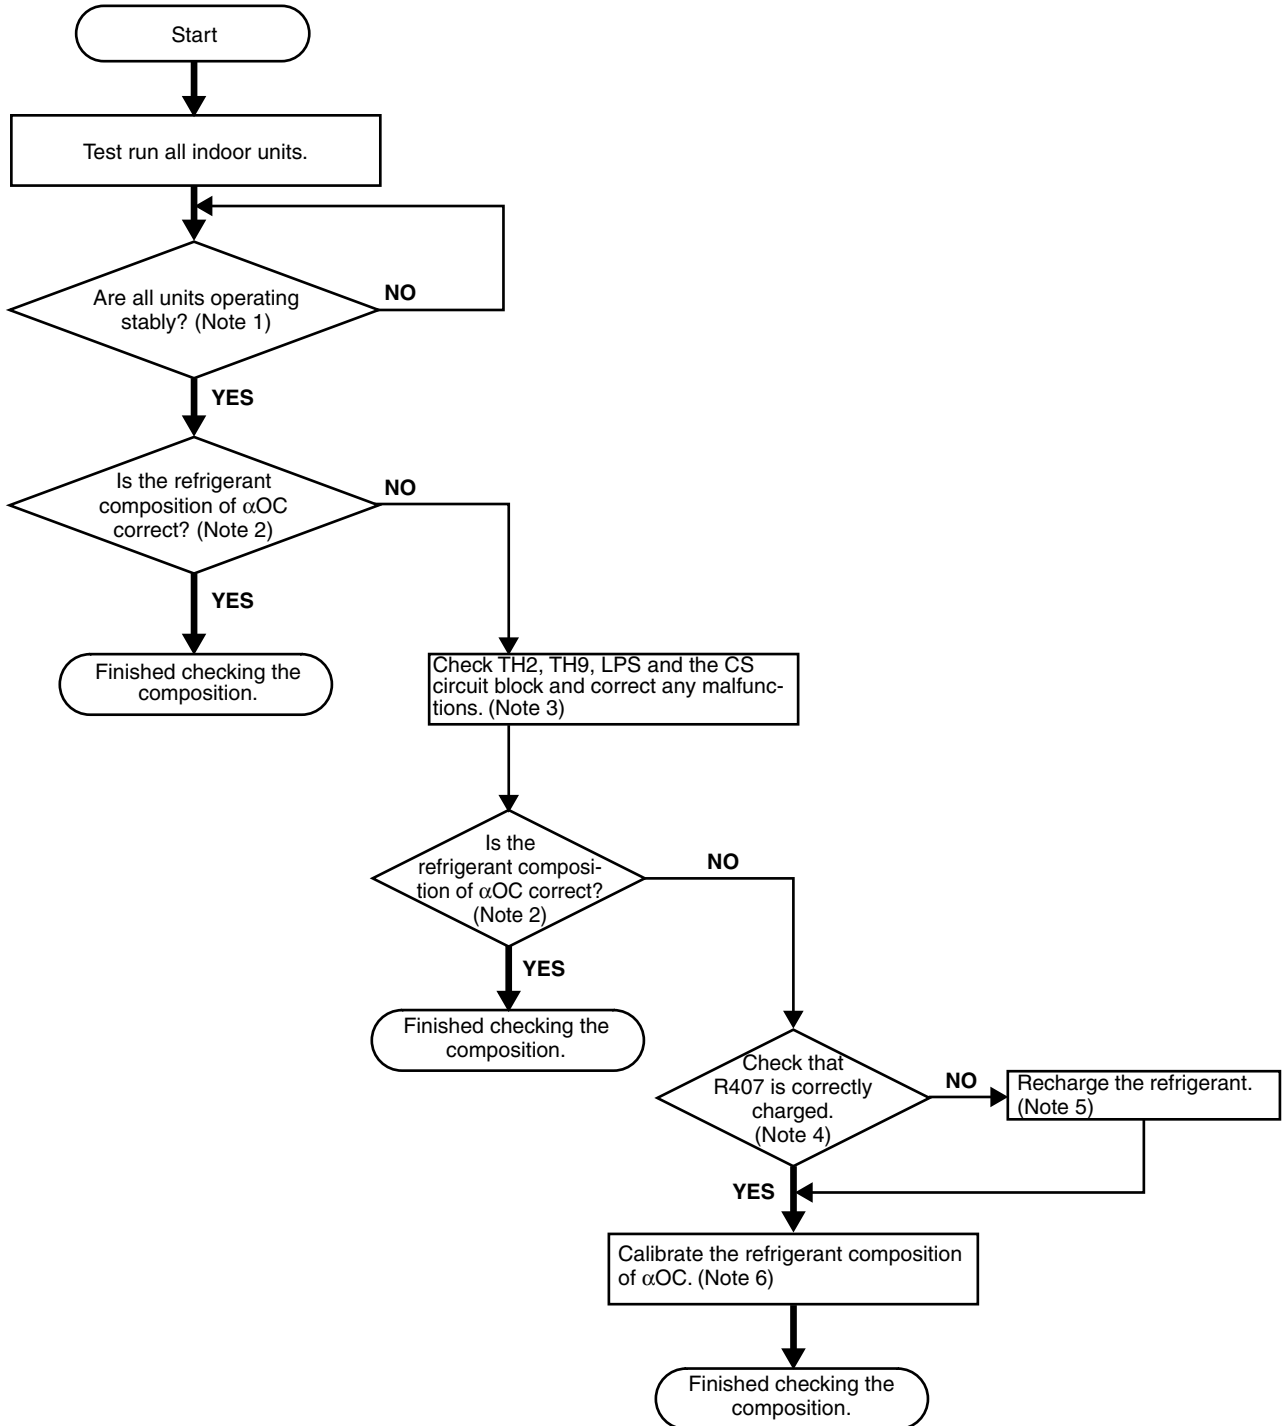 Start
Test run all indoor units.
Are all units operating
stably? (Note 1)
NO
YES
Is the refrigerant
composition of αOC
correct? (Note 2)
NO
YES
Finished checking the
composition.
Check TH2, TH9, LPS and the CS
circuit block and correct any malfunc-
tions. (Note 3)
Is the
refrigerant composi-
tion of αOC correct?
(Note 2)
NO
YES
Finished checking the
composition.
Check that
R407 is correctly
charged.
(Note 4)
NO
Recharge the refrigerant.
(Note 5)
YES
Calibrate the refrigerant composition
of αOC. (Note 6)
Finished checking the
composition.